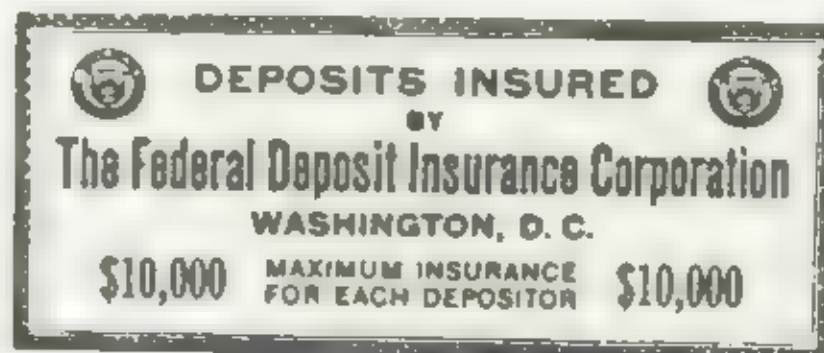 DEPOSITS INSURED
BY
The Federal Deposit Insurance Corporation
WASHINGTON, D. C.
$10,000 MAXIMUM INSURANCE FOR EACH DEPOSITOR $10,000